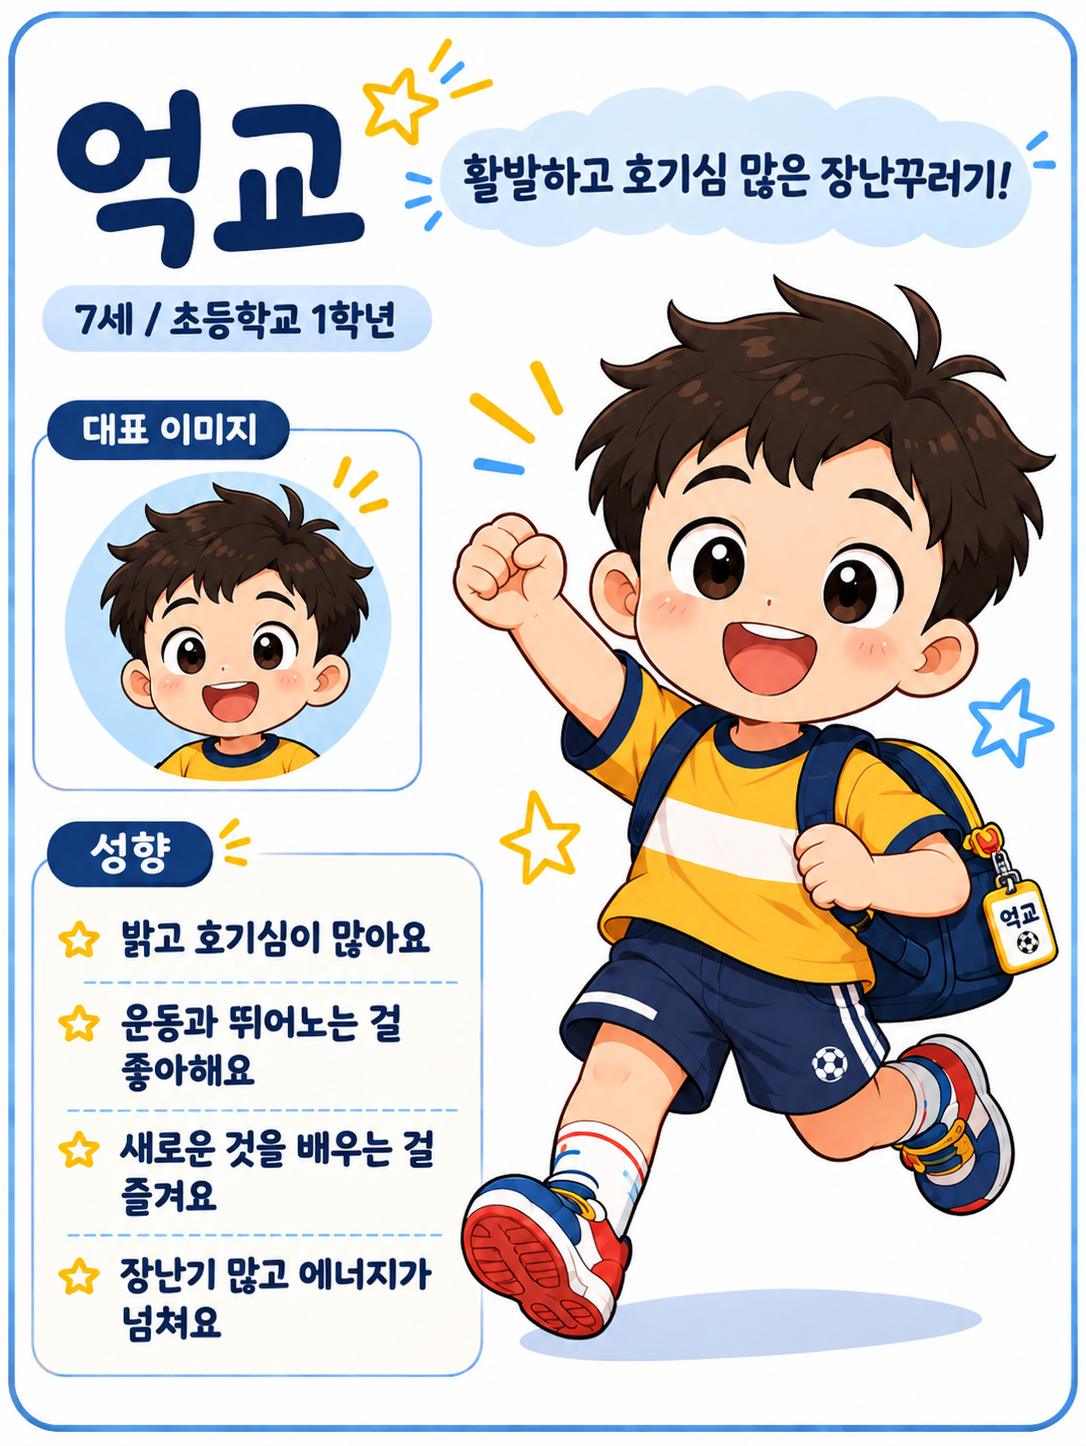 억교
활발하고 호기심 많은 장난꾸러기!
7세 / 초등학교 1학년
대표 이미지
성향
밝고 호기심이 많아요
운동과 뛰어노는 걸
좋아해요
새로운 것을 배우는 걸
즐겨요
장난기 많고 에너지가
넘쳐요
억교